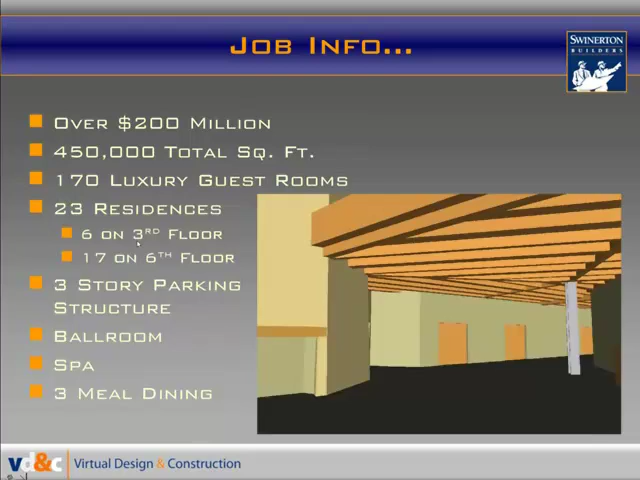 Job Info...
Swinerton
Builders
Over $200 Million
450,000 Total Sq. Ft.
170 Luxury Guest Rooms
23 Residences
6 on 3rd Floor
17 on 6th Floor
3 Story Parking
Structure
Ballroom
Spa
3 Meal Dining
vd&c Virtual Design & Construction